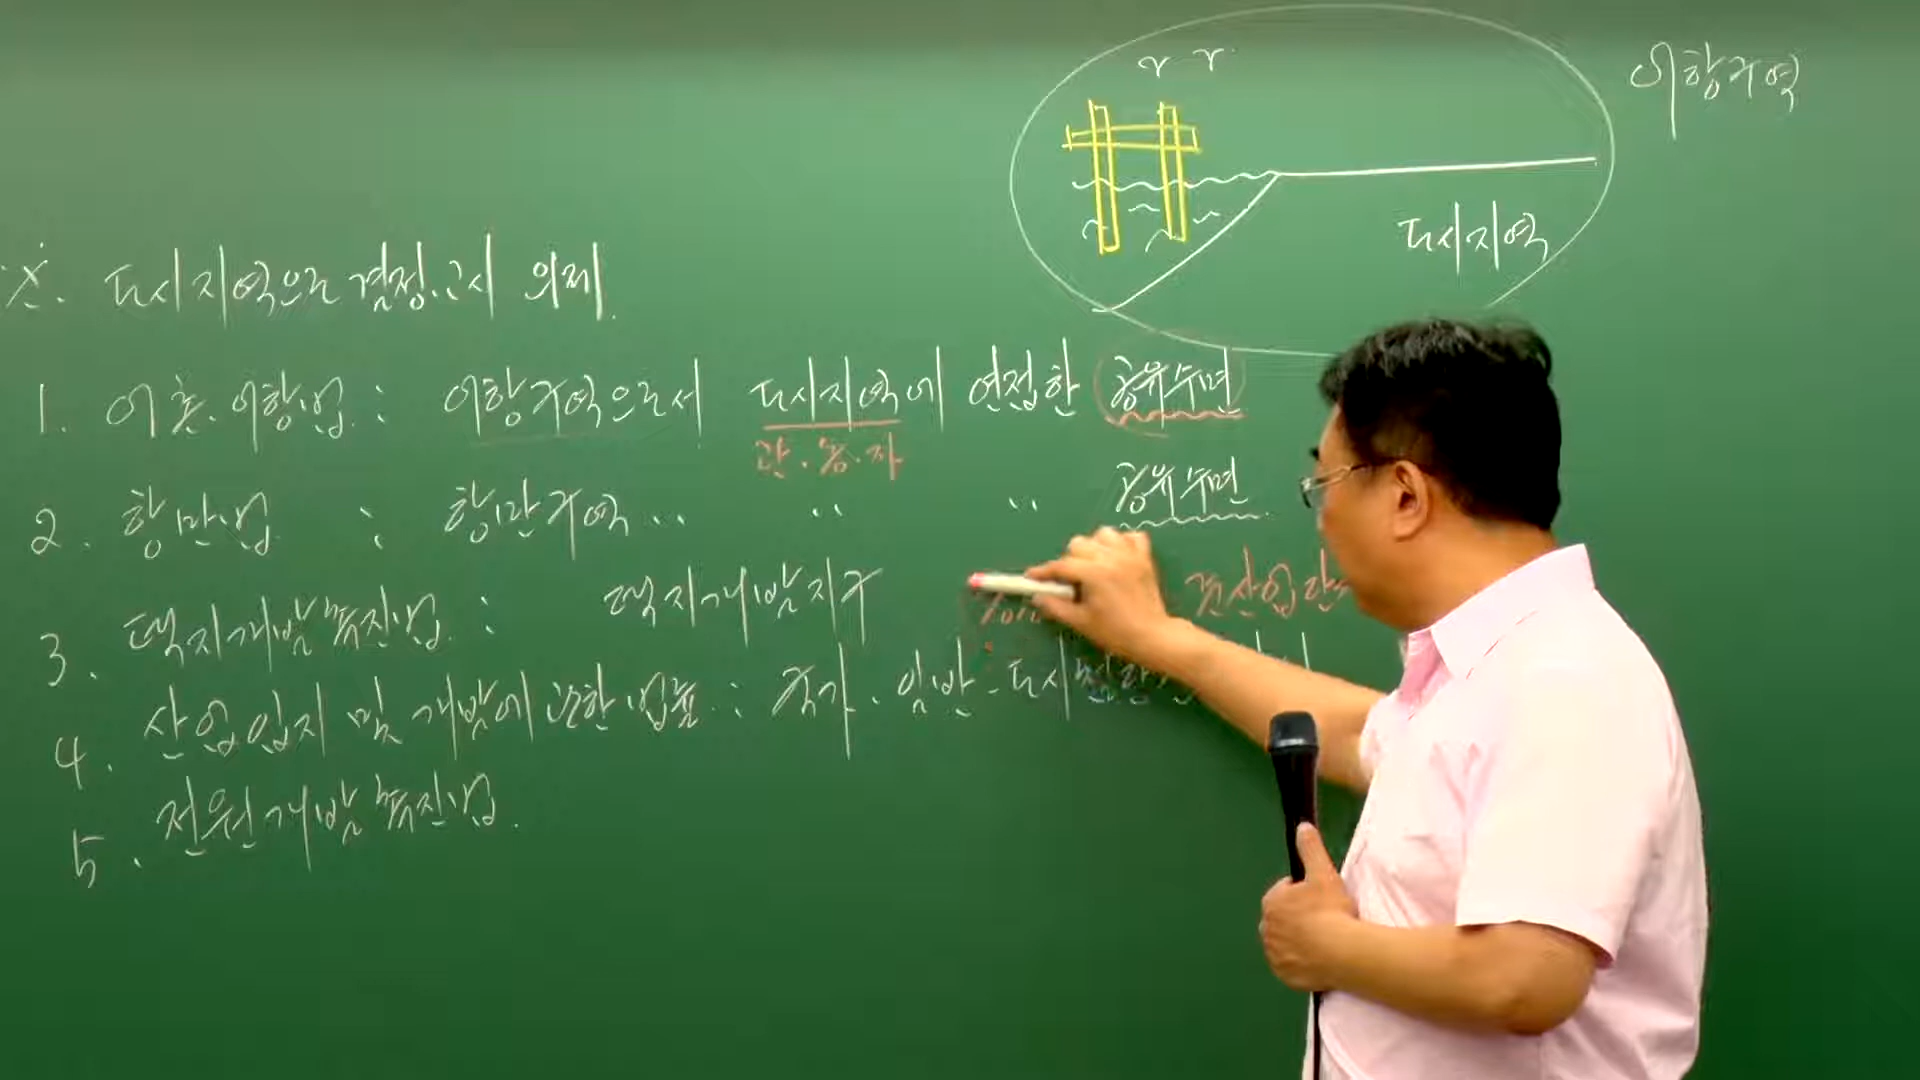 어항구역
도시지역
※. 도시지역으로 결정.고시 의제.
1. 어촌.어항법 : 어항구역으로서 도시지역에 연접한 공유수면
관.농.자
2. 항만법 : 항만구역 〃 〃 〃 공유수면
3. 택지개발촉진법 : 택지개발지구
4. 산업입지 및 개발에 관한 법률 : 국가.일반.도시첨단
5. 전원개발촉진법.